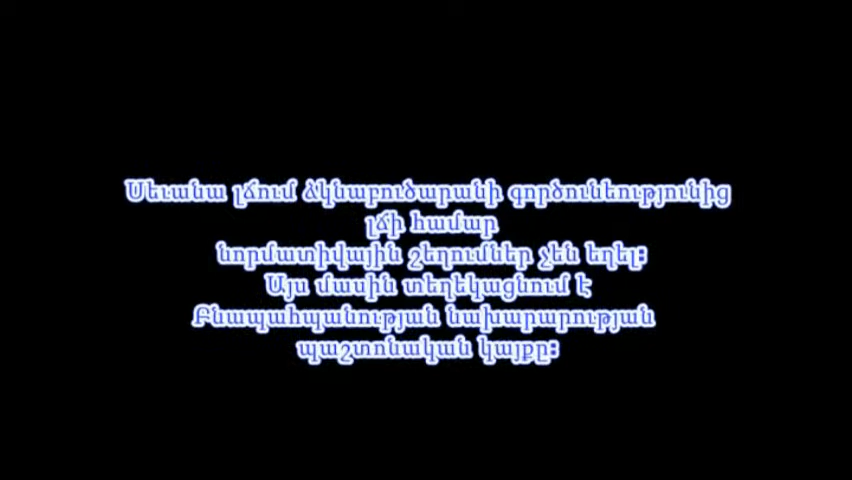 Սեւանա լճում ձկնաբուծարանի գործունեությունից
լճի համար
նորմատիվային շեղումներ չեն եղել:
Այս մասին տեղեկացնում է
Բնապահպանության նախարարության
պաշտոնական կայքը: